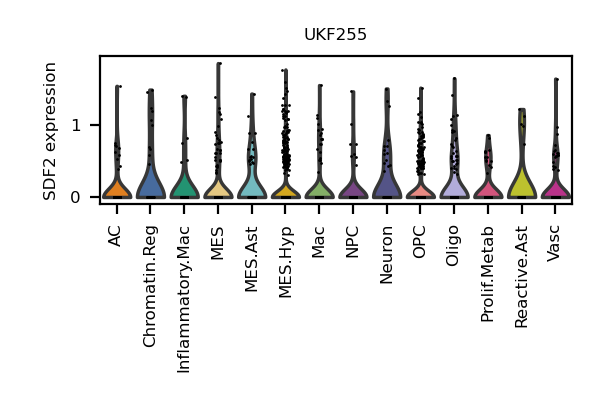 UKF255
SDF2 expression
1
0
AC
Chromatin.Reg
Inflammatory.Mac
MES
MES.Ast
MES.Hyp
Mac
NPC
Neuron
OPC
Oligo
Prolif.Metab
Reactive.Ast
Vasc